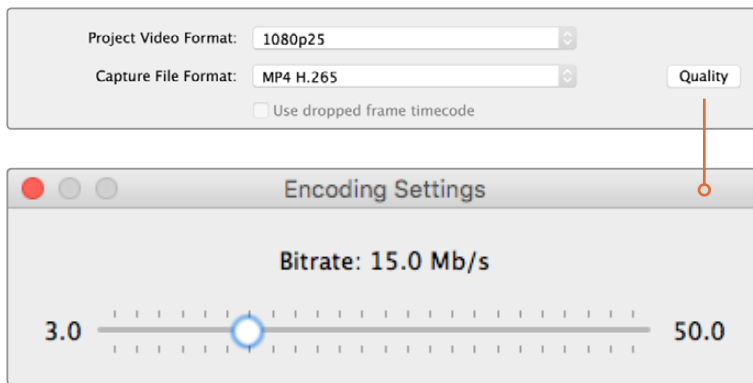 Project Video Format: 1080p25
Capture File Format: MP4 H.265 Quality
Use dropped frame timecode
Encoding Settings
Bitrate: 15.0 Mb/s
3.0 50.0